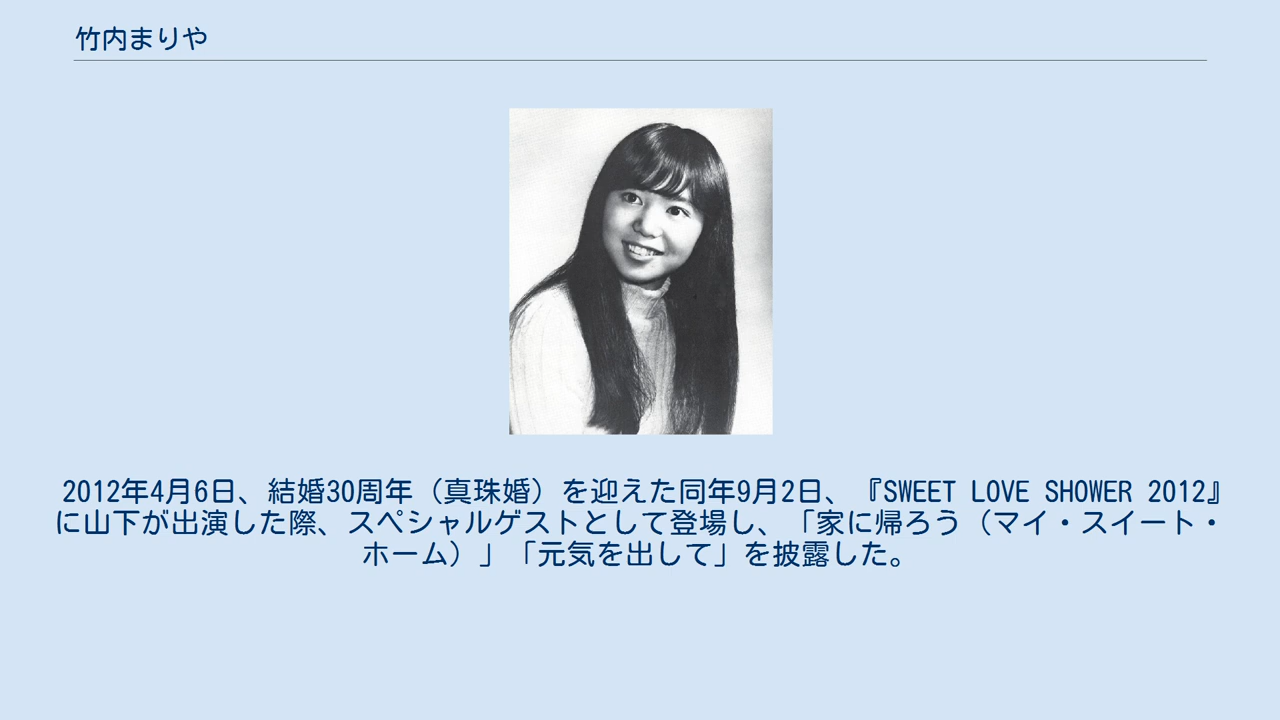 竹内まりや
2012年4月6日、結婚30周年（真珠婚）を迎えた同年9月2日、『SWEET LOVE SHOWER 2012』
に山下が出演した際、スペシャルゲストとして登場し、「家に帰ろう（マイ・スイート・
ホーム）」「元気を出して」を披露した。